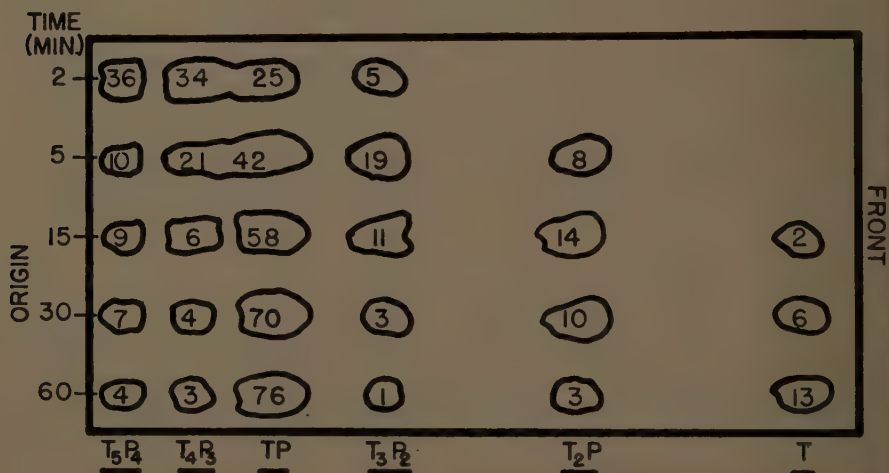 TIME
(MIN)
2 36 34 25 5
5 10 21 42 19 8
15 9 6 58 11 14 2
30 7 4 70 3 10 6
60 4 3 76 1 3 13
ORIGIN
FRONT
T₅P₄ T₄P₃ TP T₃P₂ T₂P T